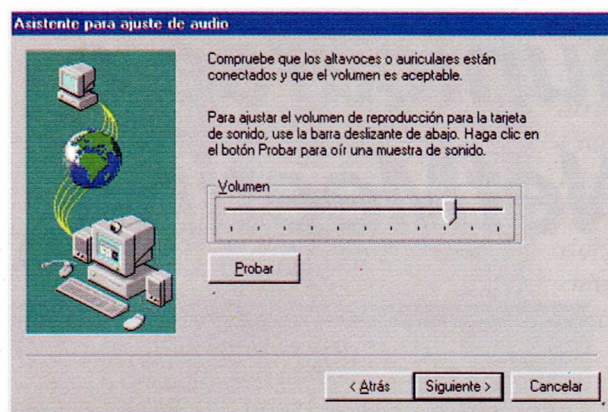 Asistente para ajuste de audio
Compruebe que los altavoces o auriculares están
conectados y que el volumen es aceptable.
Para ajustar el volumen de reproducción para la tarjeta
de sonido, use la barra deslizante de abajo. Haga clic en
el botón Probar para oír una muestra de sonido.
Volumen
Probar
< Atrás
Siguiente >
Cancelar